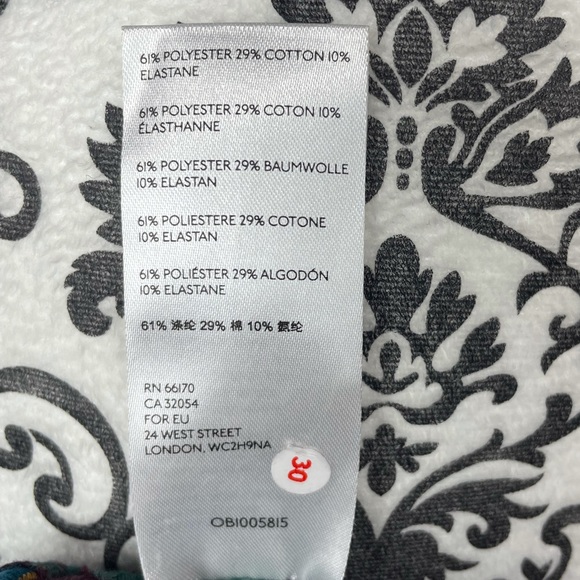 61% POLYESTER 29% COTTON 10%
ELASTANE
61% POLYESTER 29% COTON 10%
ÉLASTHANNE
61% POLYESTER 29% BAUMWOLLE
10% ELASTAN
61% POLIESTERE 29% COTONE
10% ELASTAN
61% POLIÉSTER 29% ALGODÓN
10% ELASTANE
61% 涤纶 29% 棉 10% 氨纶
RN 66170
CA 32054
FOR EU
24 WEST STREET
LONDON, WC2H9NA
30
OB1005815